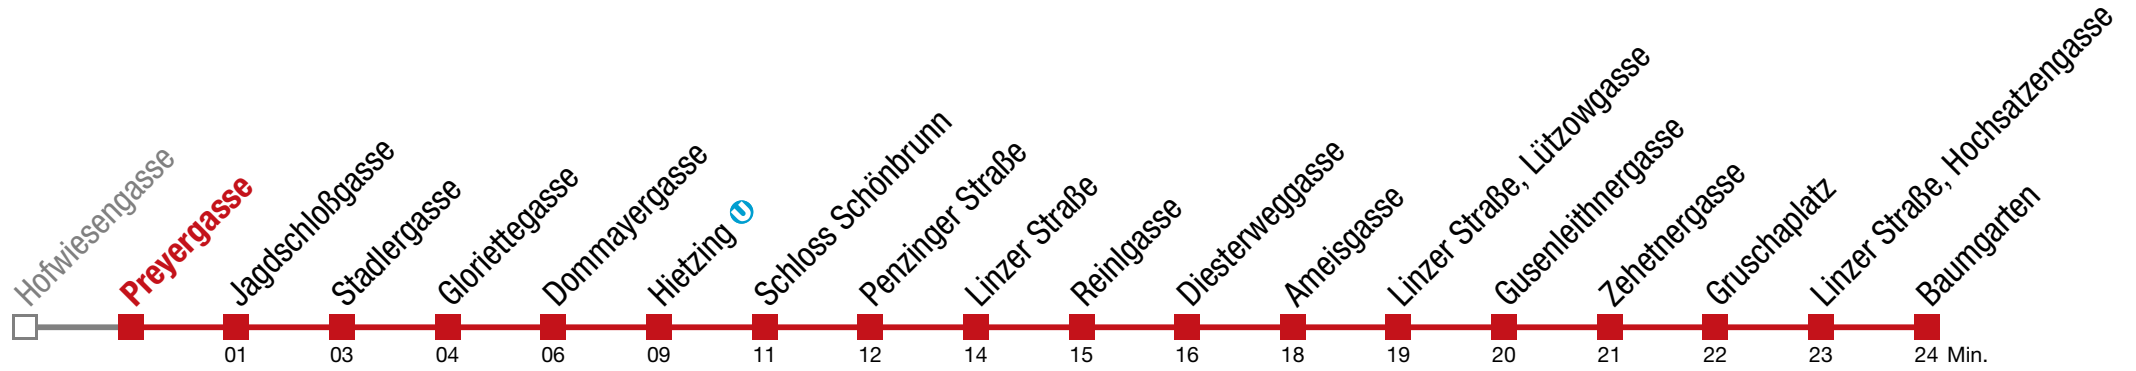 Hofwiesengasse
Preyergasse
Jagdschloßgasse
Stadlergasse
Gloriettegasse
Dommayergasse
Hietzing U
Schloss Schönbrunn
Penzinger Straße
Linzer Straße
Reinlgasse
Diesterweggasse
Ameisgasse
Linzer Straße, Lützowgasse
Gusenleithnergasse
Zehetnergasse
Gruschaplatz
Linzer Straße, Hochsatzengasse
Baumgarten
01 03 04 06 09 11 12 14 15 16 18 19 20 21 22 23 24 Min.